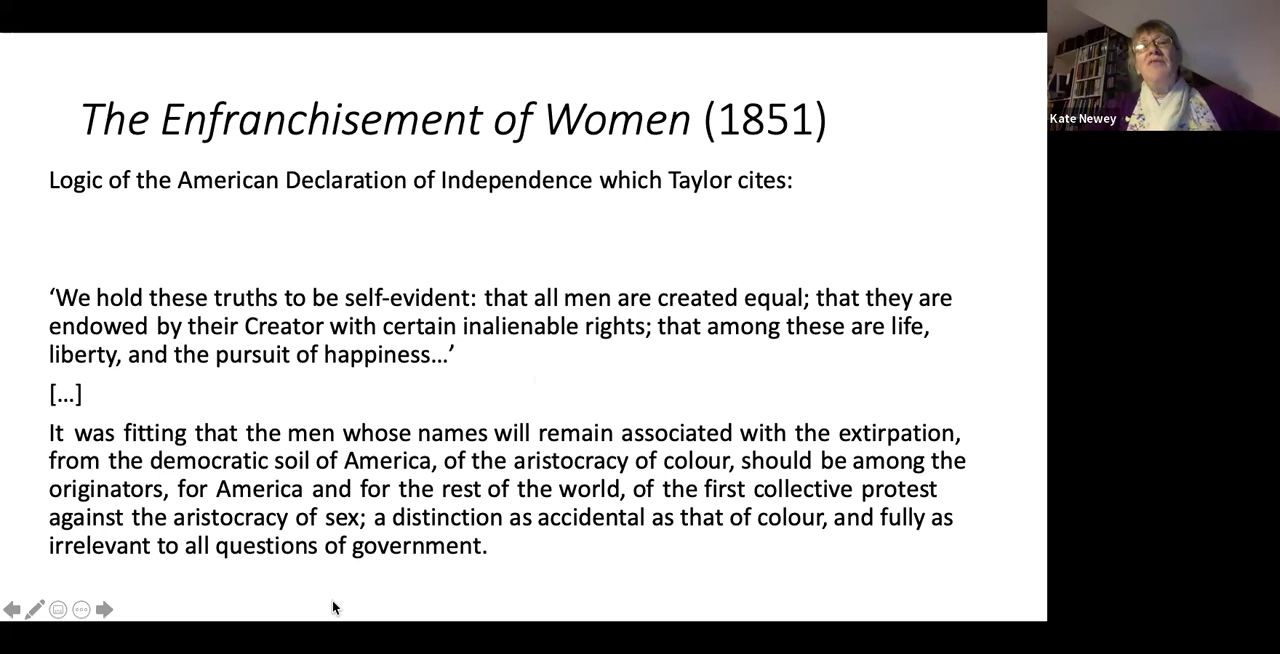 The Enfranchisement of Women (1851)
Kate Newey
Logic of the American Declaration of Independence which Taylor cites:
‘We hold these truths to be self-evident: that all men are created equal; that they are
endowed by their Creator with certain inalienable rights; that among these are life,
liberty, and the pursuit of happiness…’
[…]
It was fitting that the men whose names will remain associated with the extirpation,
from the democratic soil of America, of the aristocracy of colour, should be among the
originators, for America and for the rest of the world, of the first collective protest
against the aristocracy of sex; a distinction as accidental as that of colour, and fully as
irrelevant to all questions of government.